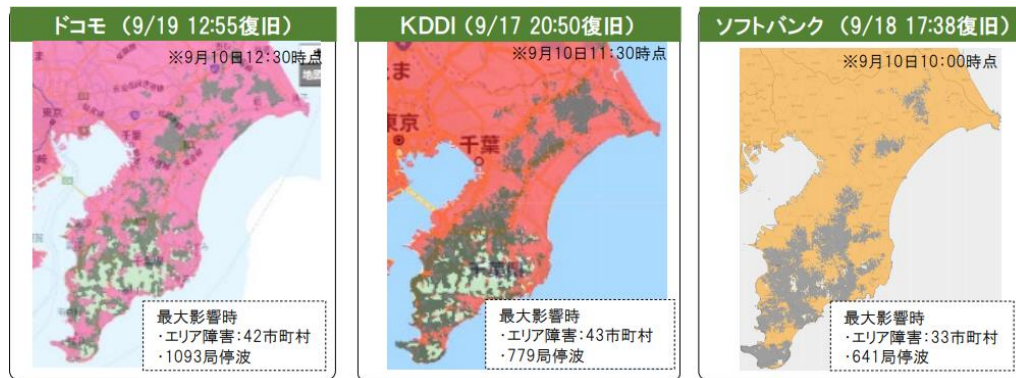 ドコモ (9/19 12:55復旧)
※9月10日12:30時点
地図
東京
千葉
最大影響時
・エリア障害:42市町村
・1093局停波
KDDI (9/17 20:50復旧)
※9月10日11:30時点
ま
東京
千葉
千葉県
最大影響時
・エリア障害:43市町村
・779局停波
ソフトバンク (9/18 17:38復旧)
※9月10日10:00時点
最大影響時
・エリア障害:33市町村
・641局停波